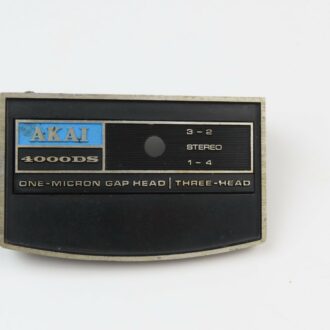 AKAI
4000DS
3-2
STEREO
1-4
ONE-MICRON GAP HEAD | THREE-HEAD